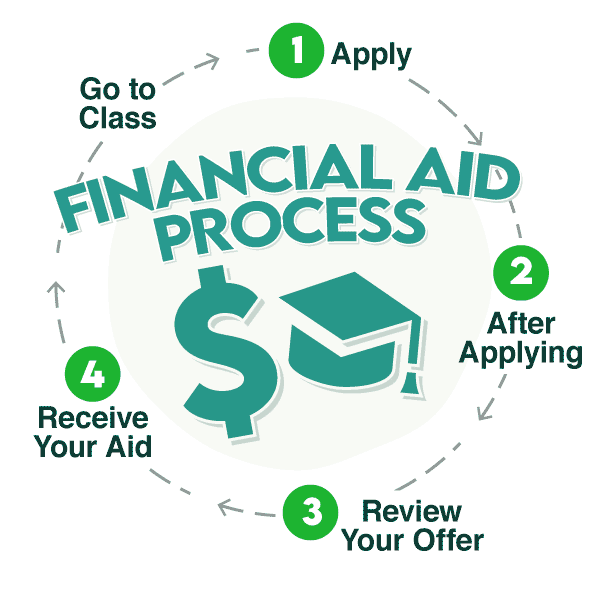 FINANCIAL AID
PROCESS
1 Apply
2
After
Applying
3 Review
Your Offer
4
Receive
Your Aid
Go to
Class